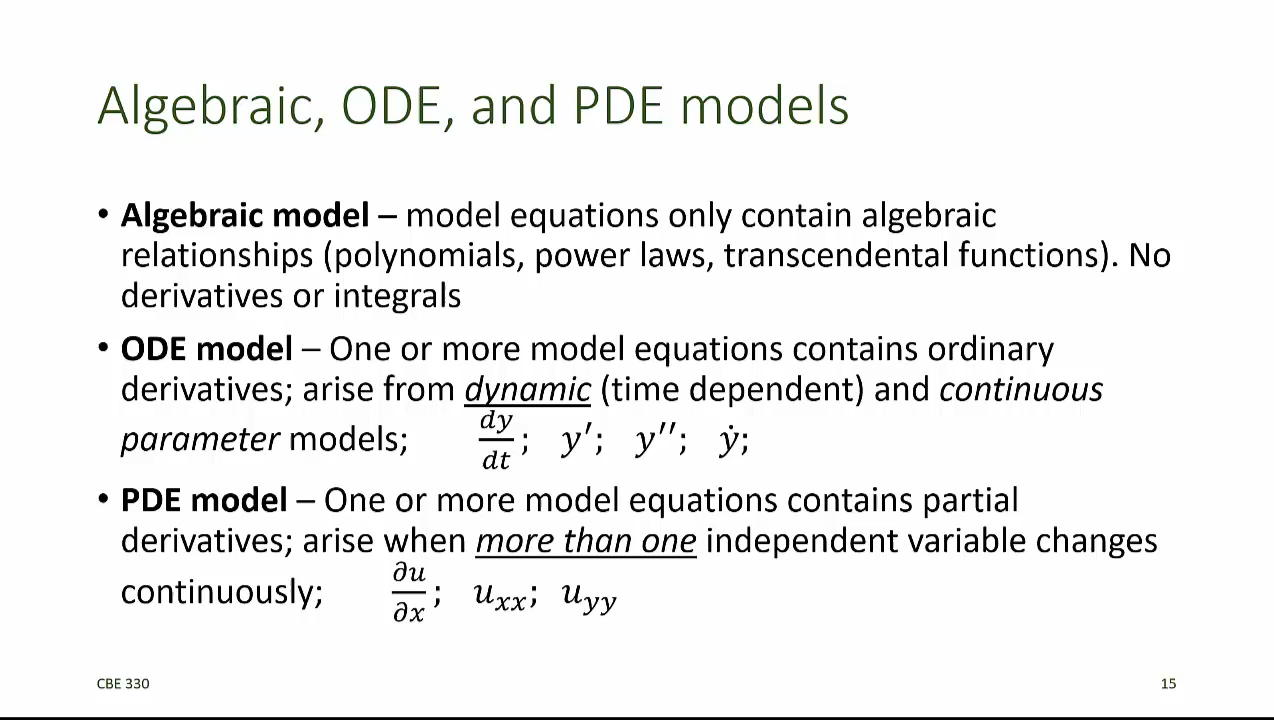 Algebraic, ODE, and PDE models
• Algebraic model – model equations only contain algebraic
relationships (polynomials, power laws, transcendental functions). No
derivatives or integrals
• ODE model – One or more model equations contains ordinary
derivatives; arise from dynamic (time dependent) and continuous
parameter models; dy/dt; y′; y′′; ẏ;
• PDE model – One or more model equations contains partial
derivatives; arise when more than one independent variable changes
continuously; ∂u/∂x; u_xx; u_yy
CBE 330
15